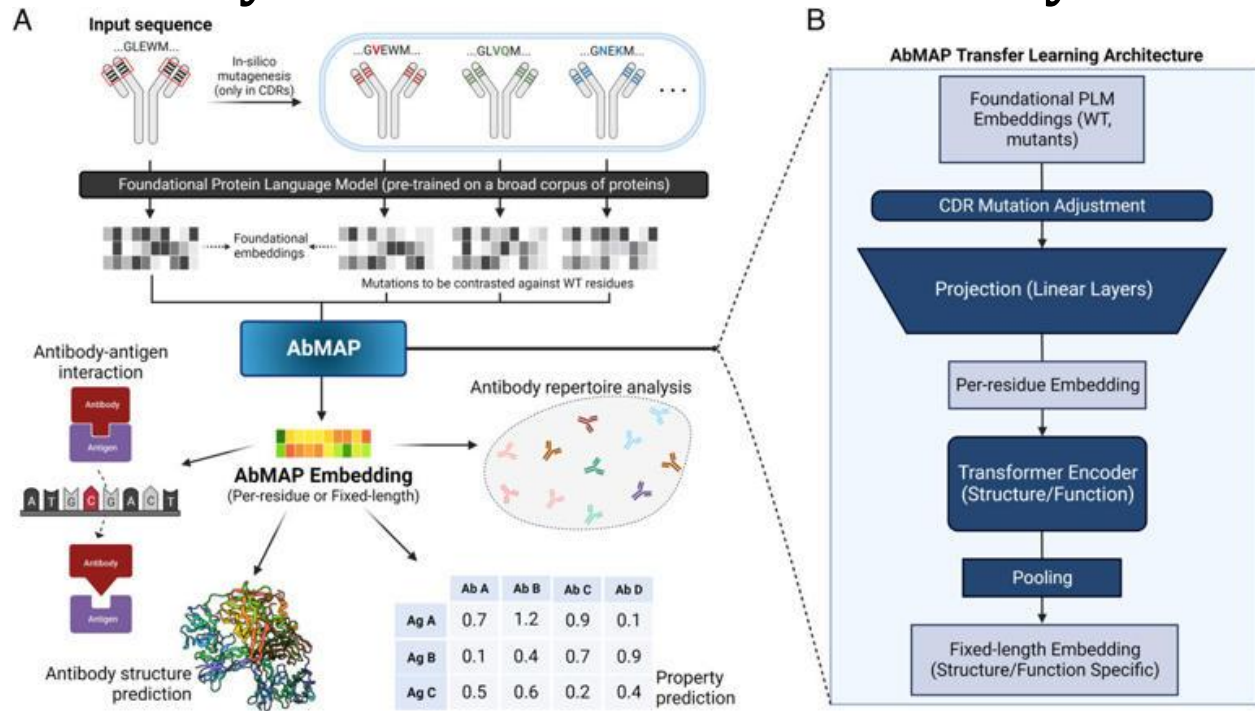 A
Input sequence
...GLEWM...
In-silico
mutagenesis
(only in CDRs)
...GVEWM...
...GLVQM...
...GNEKM...
...
Foundational Protein Language Model (pre-trained on a broad corpus of proteins)
Foundational
embeddings
Mutations to be contrasted against WT residues
AbMAP
Antibody-antigen
interaction
Antibody
Antigen
A T G C G A C T
Antibody
Antigen
AbMAP Embedding
(Per-residue or Fixed-length)
Antibody repertoire analysis
Antibody structure
prediction
Ab A Ab B Ab C Ab D
Ag A 0.7 1.2 0.9 0.1
Ag B 0.1 0.4 0.7 0.9
Ag C 0.5 0.6 0.2 0.4
Property
prediction
B
AbMAP Transfer Learning Architecture
Foundational PLM
Embeddings (WT,
mutants)
CDR Mutation Adjustment
Projection (Linear Layers)
Per-residue Embedding
Transformer Encoder
(Structure/Function)
Pooling
Fixed-length Embedding
(Structure/Function Specific)